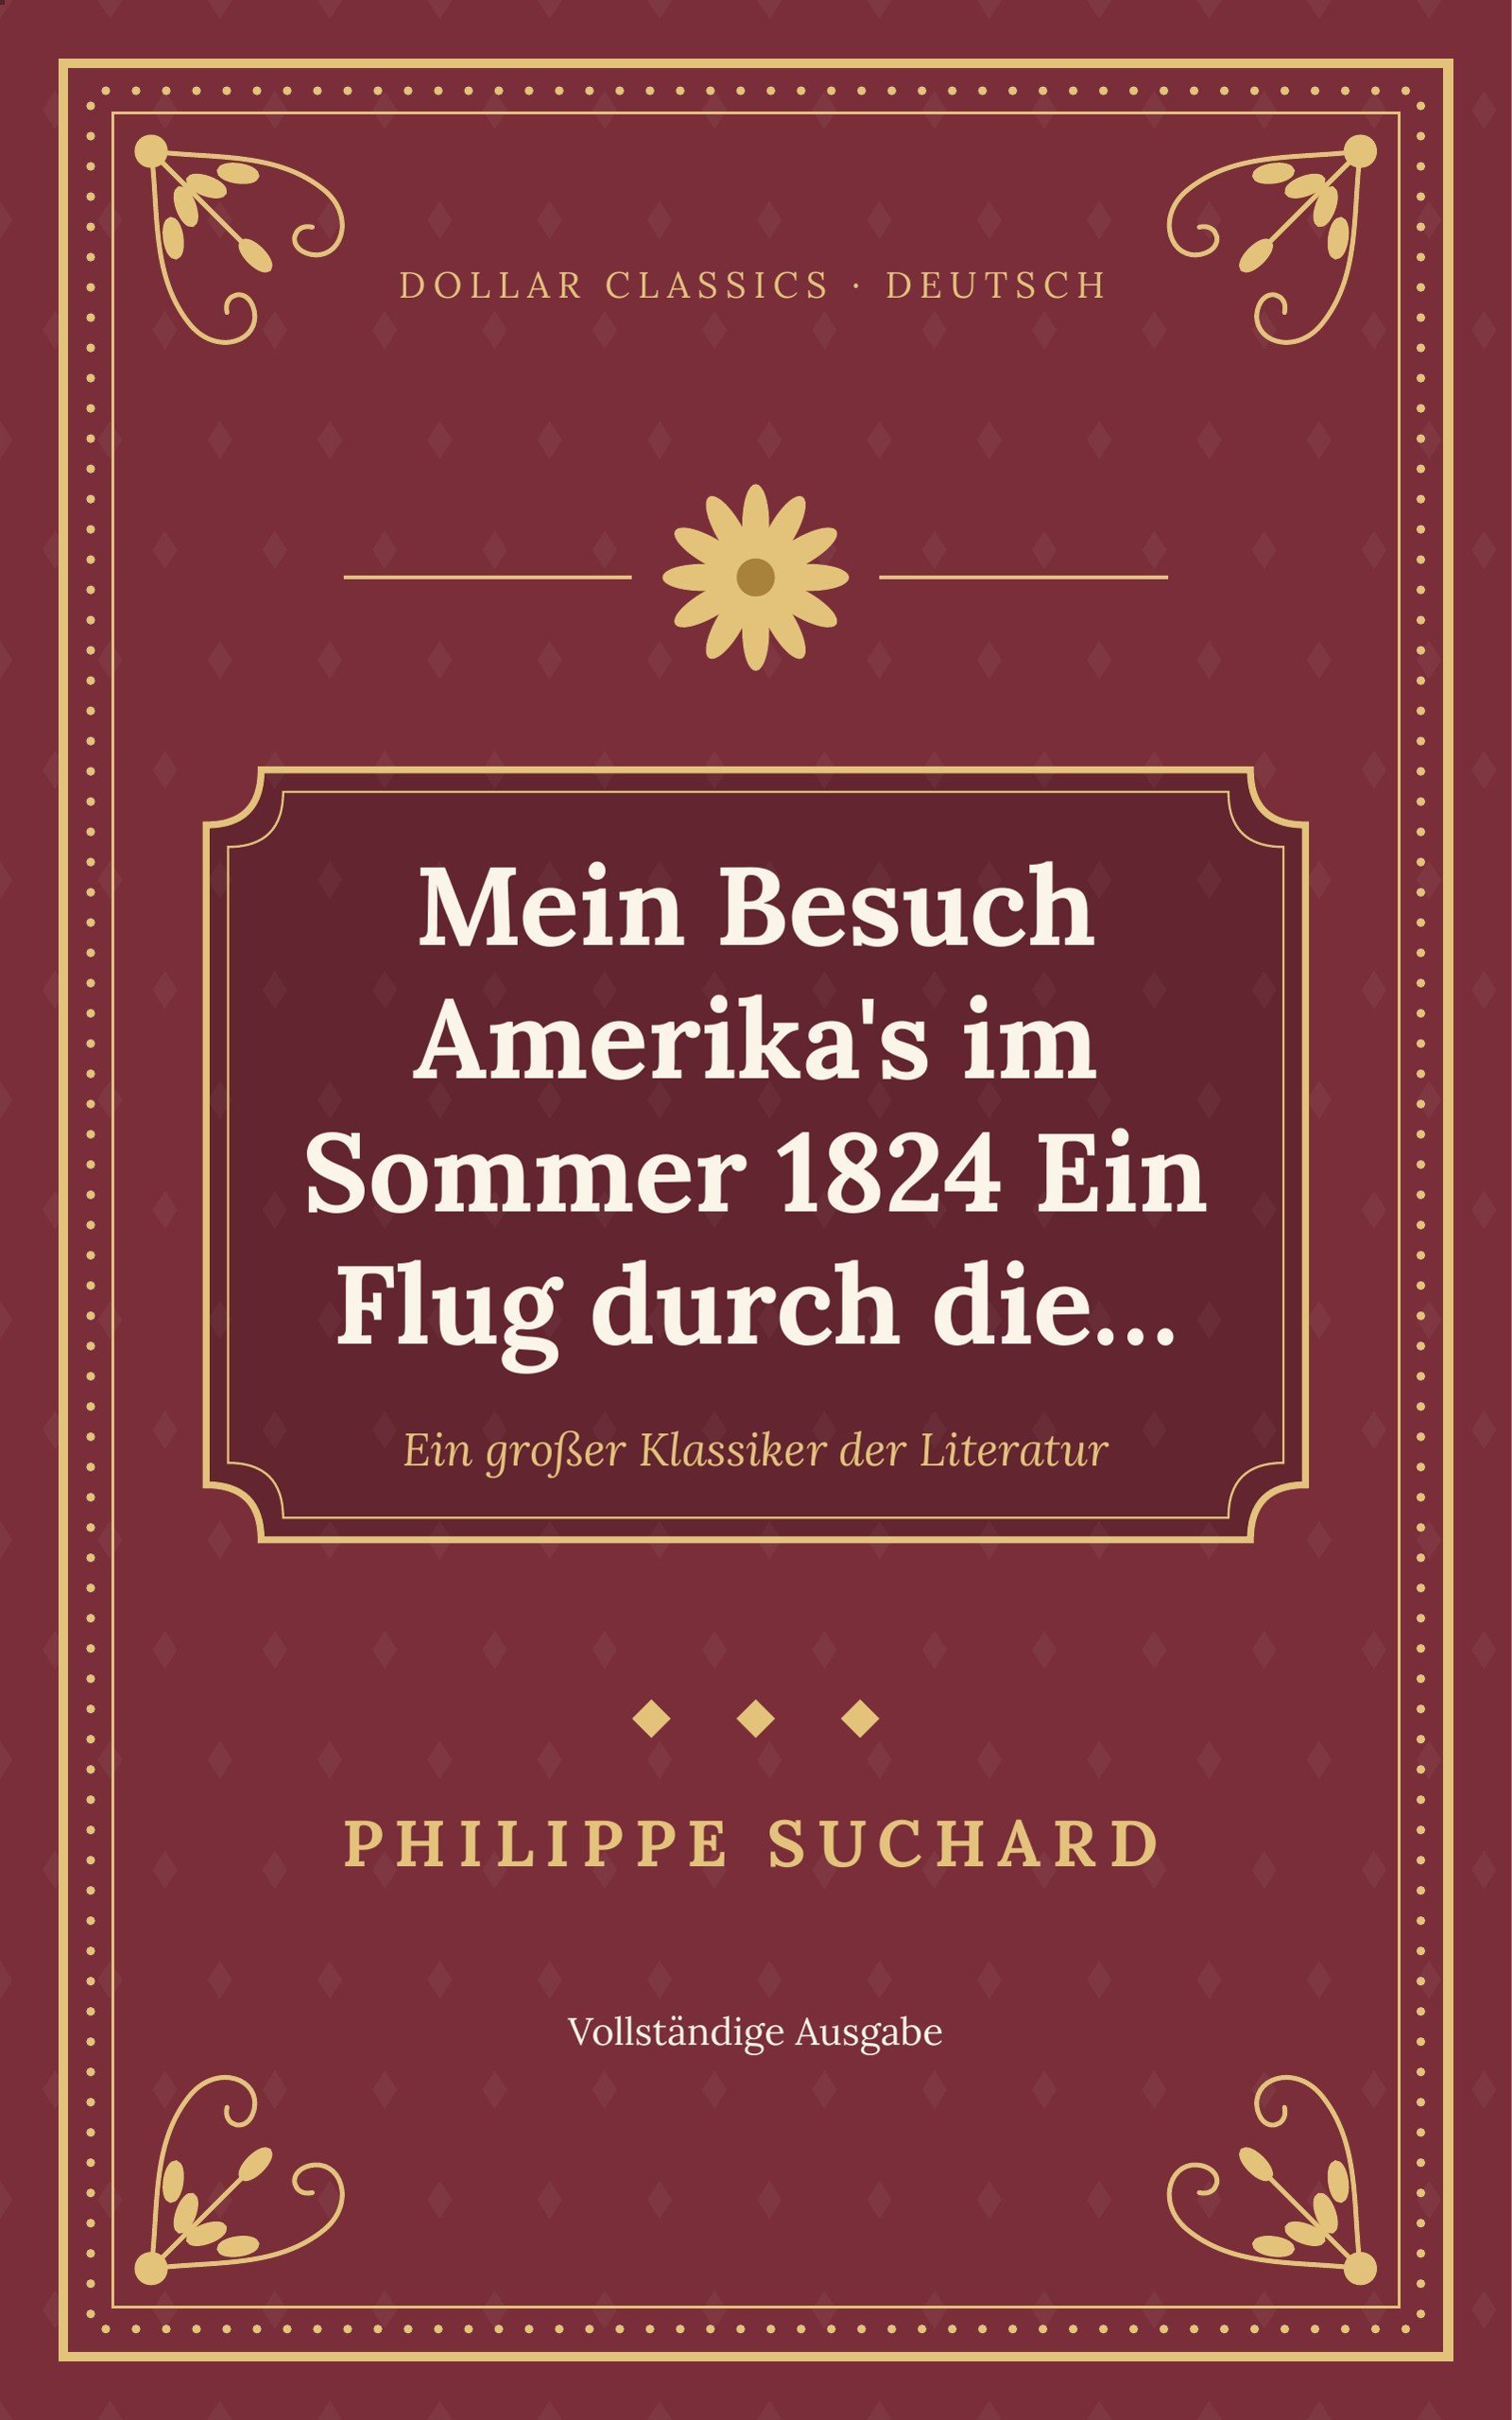 DOLLAR CLASSICS · DEUTSCH
Mein Besuch
Amerika's im
Sommer 1824 Ein
Flug durch die...
Ein großer Klassiker der Literatur
PHILIPPE SUCHARD
Vollständige Ausgabe